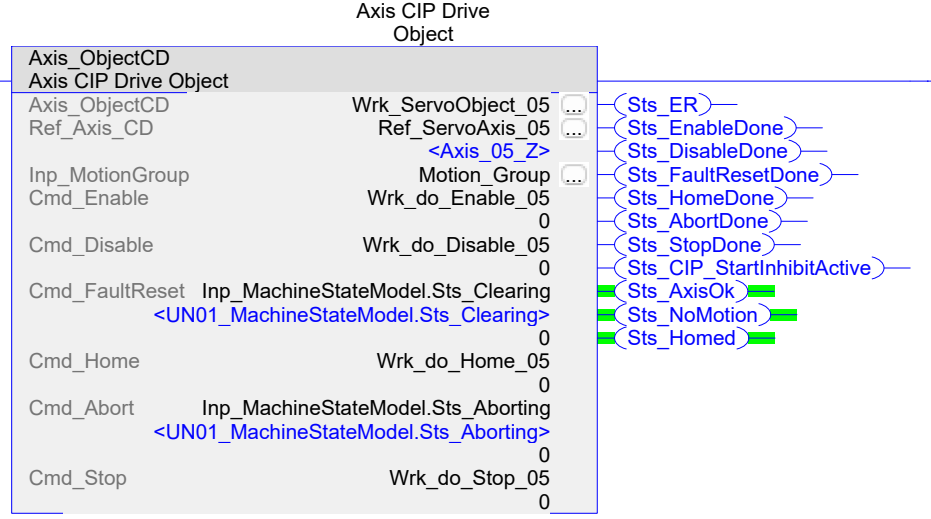 Axis CIP Drive
Object
Axis_ObjectCD
Axis CIP Drive Object
Axis_ObjectCD Wrk_ServoObject_05 ... Sts_ER
Ref_Axis_CD Ref_ServoAxis_05 ... Sts_EnableDone
<Axis_05_Z> Sts_DisableDone
Inp_MotionGroup Motion_Group ... Sts_FaultResetDone
Cmd_Enable Wrk_do_Enable_05 Sts_HomeDone
0 Sts_AbortDone
Cmd_Disable Wrk_do_Disable_05 Sts_StopDone
0 Sts_CIP_StartInhibitActive
Cmd_FaultReset Inp_MachineStateModel.Sts_Clearing Sts_AxisOk
<UN01_MachineStateModel.Sts_Clearing> Sts_NoMotion
0 Sts_Homed
Cmd_Home Wrk_do_Home_05
0
Cmd_Abort Inp_MachineStateModel.Sts_Aborting
<UN01_MachineStateModel.Sts_Aborting>
0
Cmd_Stop Wrk_do_Stop_05
0